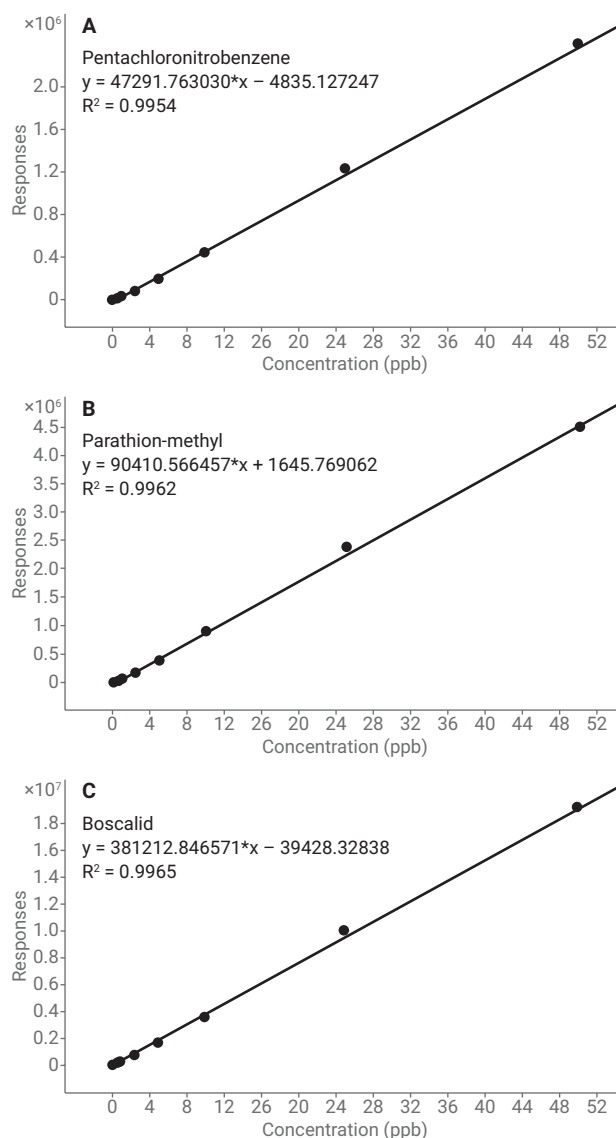 ×10⁶
A
Pentachloronitrobenzene
y = 47291.763030*x – 4835.127247
R² = 0.9954
Responses
2.0
1.6
1.2
0.8
0.4
0
0 4 8 12 16 20 24 28 32 36 40 44 48 52
Concentration (ppb)
×10⁶
B
Parathion-methyl
y = 90410.566457*x + 1645.769062
R² = 0.9962
Responses
4.5
4.0
3.5
3.0
2.5
2.0
1.5
1.0
0.5
0
0 4 8 12 16 20 24 28 32 36 40 44 48 52
Concentration (ppb)
×10⁷
C
Boscalid
y = 381212.846571*x – 39428.32838
R² = 0.9965
Responses
1.8
1.6
1.4
1.2
1.0
0.8
0.6
0.4
0.2
0
0 4 8 12 16 20 24 28 32 36 40 44 48 52
Concentration (ppb)